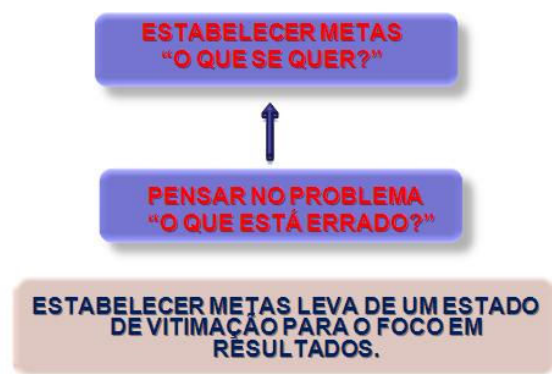 ESTABELECER METAS
“O QUE SE QUER?”
PENSAR NO PROBLEMA
“O QUE ESTÁ ERRADO?”
ESTABELECER METAS LEVA DE UM ESTADO
DE VITIMAÇÃO PARA O FOCO EM
RESULTADOS.